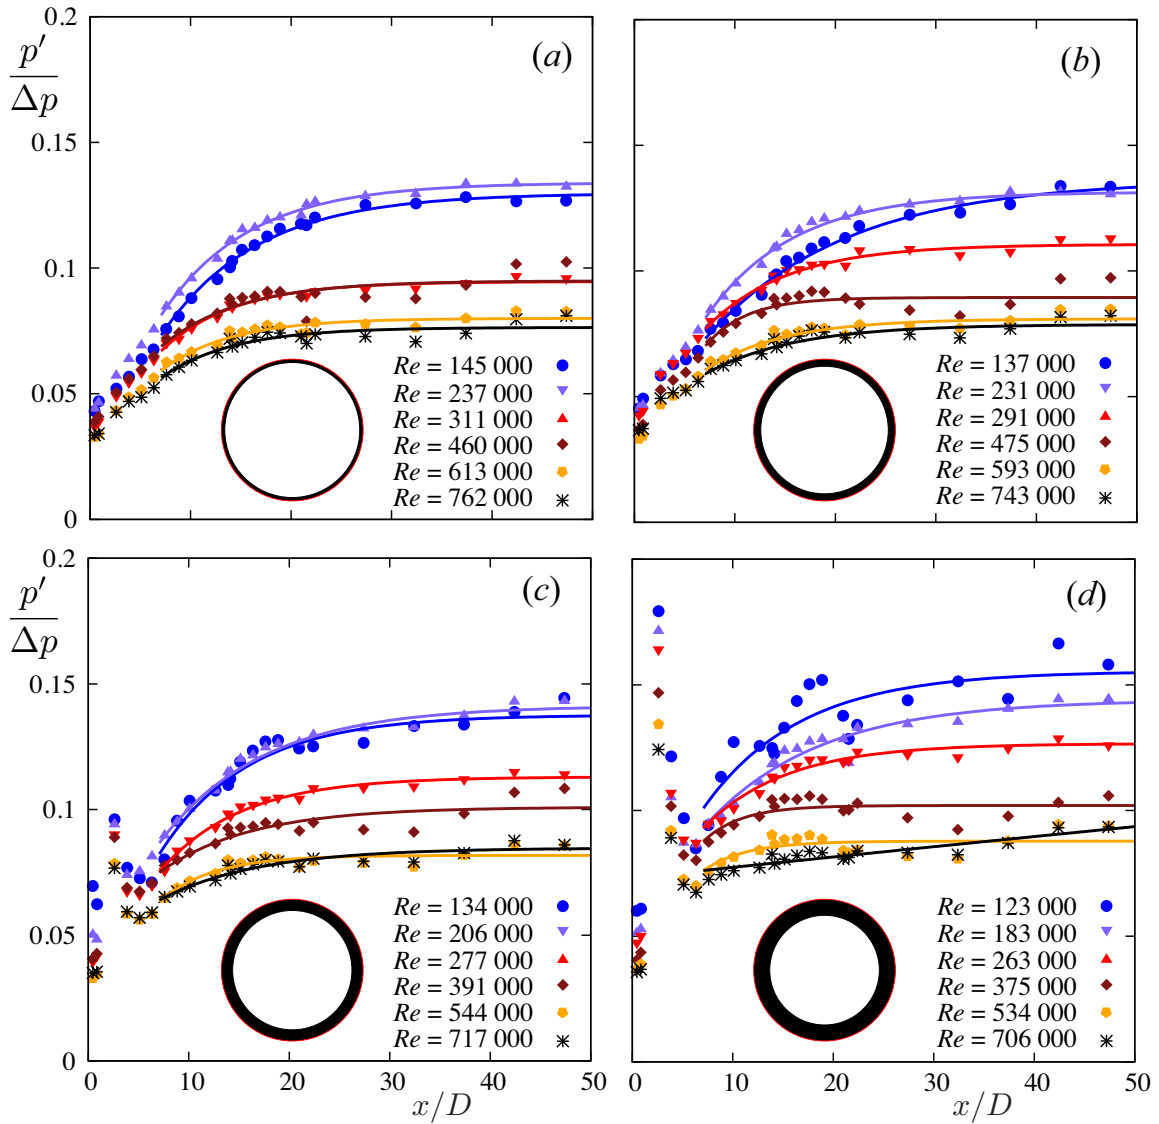 0.2
(a)
p′
Δp
0.15
0.1
0.05
0
Re = 145 000
Re = 237 000
Re = 311 000
Re = 460 000
Re = 613 000
Re = 762 000
(b)
Re = 137 000
Re = 231 000
Re = 291 000
Re = 475 000
Re = 593 000
Re = 743 000
0.2
(c)
p′
Δp
0.15
0.1
0.05
0
Re = 134 000
Re = 206 000
Re = 277 000
Re = 391 000
Re = 544 000
Re = 717 000
0 10 20 30 40 50
x/D
(d)
Re = 123 000
Re = 183 000
Re = 263 000
Re = 375 000
Re = 534 000
Re = 706 000
0 10 20 30 40 50
x/D